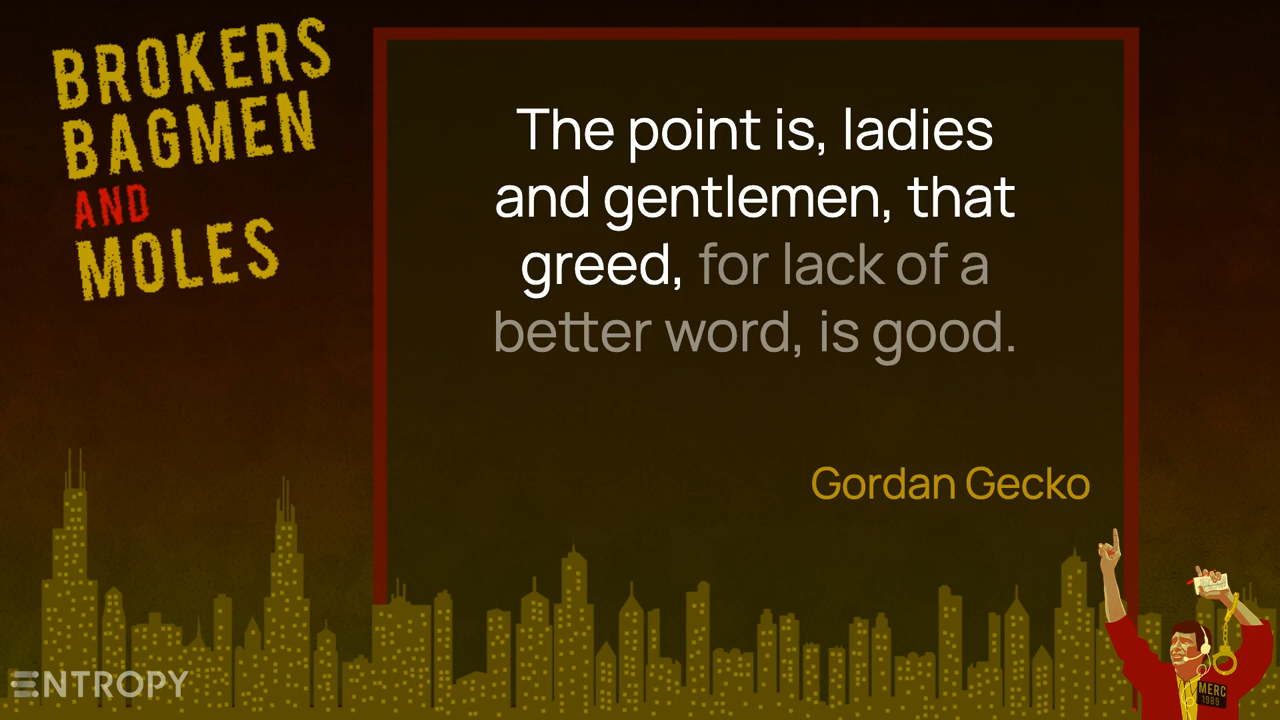 BROKERS
BAGMEN
AND
MOLES
The point is, ladies
and gentlemen, that
greed, for lack of a
better word, is good.
Gordan Gecko
ENTROPY
MERC
1989